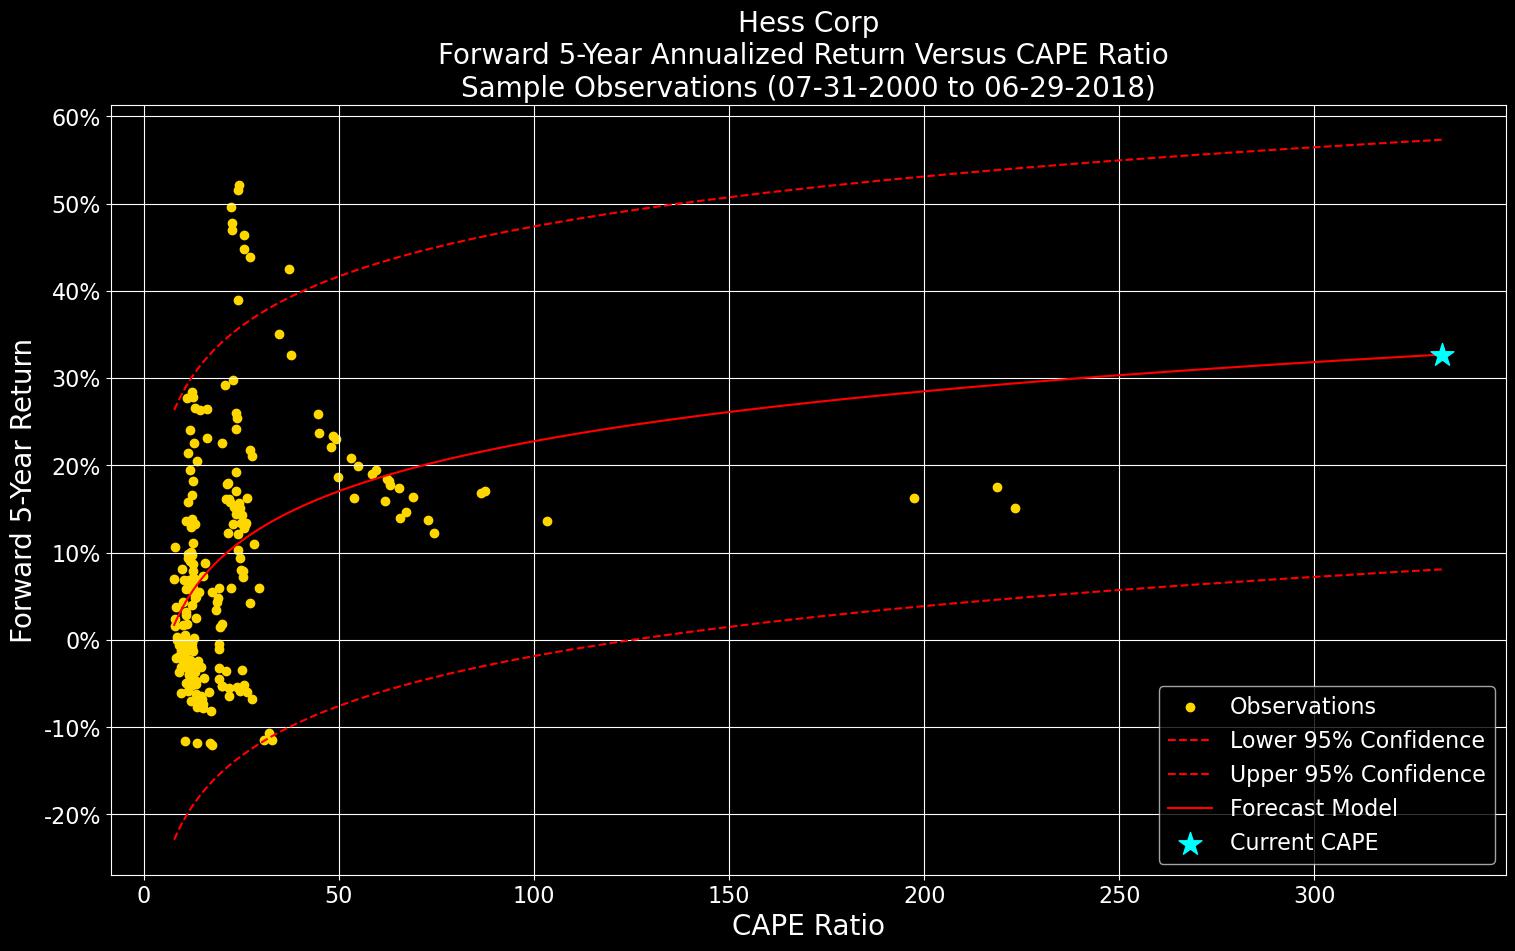 Hess Corp
Forward 5-Year Annualized Return Versus CAPE Ratio
Sample Observations (07-31-2000 to 06-29-2018)
60%
50%
40%
30%
20%
10%
0%
-10%
-20%
Forward 5-Year Return
Observations
Lower 95% Confidence
Upper 95% Confidence
Forecast Model
Current CAPE
0 50 100 150 200 250 300
CAPE Ratio